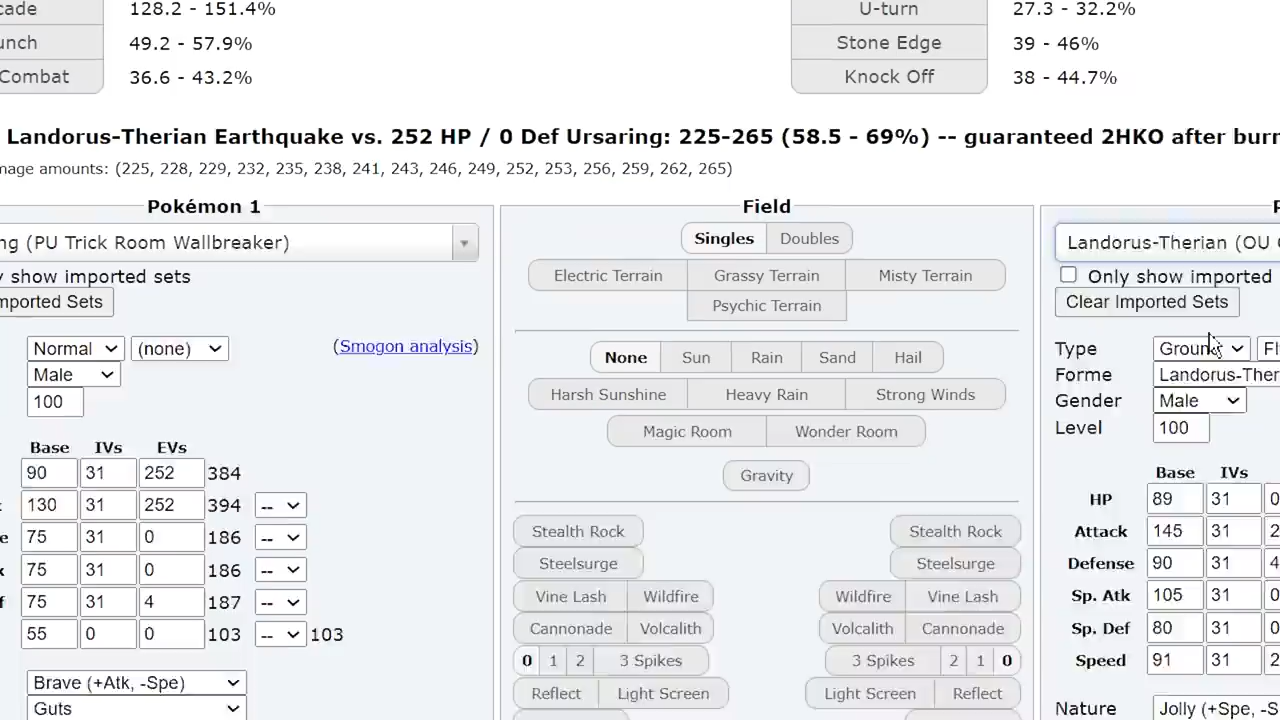 cade 128.2 - 151.4% U-turn 27.3 - 32.2%
unch 49.2 - 57.9% Stone Edge 39 - 46%
Combat 36.6 - 43.2% Knock Off 38 - 44.7%
Landorus-Therian Earthquake vs. 252 HP / 0 Def Ursaring: 225-265 (58.5 - 69%) -- guaranteed 2HKO after burn
mage amounts: (225, 228, 229, 232, 235, 238, 241, 243, 246, 249, 252, 253, 256, 259, 262, 265)
Pokémon 1 Field P
ng (PU Trick Room Wallbreaker) Singles Doubles Landorus-Therian (OU
y show imported sets Electric Terrain Grassy Terrain Misty Terrain Only show imported
mported Sets Psychic Terrain Clear Imported Sets
Normal (none) (Smogon analysis) None Sun Rain Sand Hail Type Ground Fl
Male Forme Landorus-Ther
100 Harsh Sunshine Heavy Rain Strong Winds Gender Male
Magic Room Wonder Room Level 100
Base IVs EVs
90 31 252 384 Gravity Base IVs
130 31 252 394 -- HP 89 31 0
75 31 0 186 -- Stealth Rock Stealth Rock Attack 145 31 2
75 31 0 186 -- Steelsurge Steelsurge Defense 90 31 4
75 31 4 187 -- Vine Lash Wildfire Wildfire Vine Lash Sp. Atk 105 31 0
55 0 0 103 -- 103 Cannonade Volcalith Volcalith Cannonade Sp. Def 80 31 0
0 1 2 3 Spikes 3 Spikes 2 1 0 Speed 91 31 2
Brave (+Atk, -Spe) Reflect Light Screen Light Screen Reflect
Guts Nature Jolly (+Spe, -S